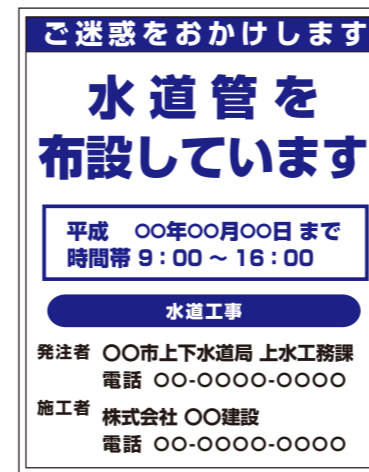 ご迷惑をおかけします
水道管を
布設しています
平成 〇〇年〇〇月〇〇日 まで
時間帯 9:00 ~ 16:00
水道工事
発注者 〇〇市上下水道局 上水工務課
電話 〇〇-〇〇〇〇-〇〇〇〇
施工者 株式会社 〇〇建設
電話 〇〇-〇〇〇〇-〇〇〇〇